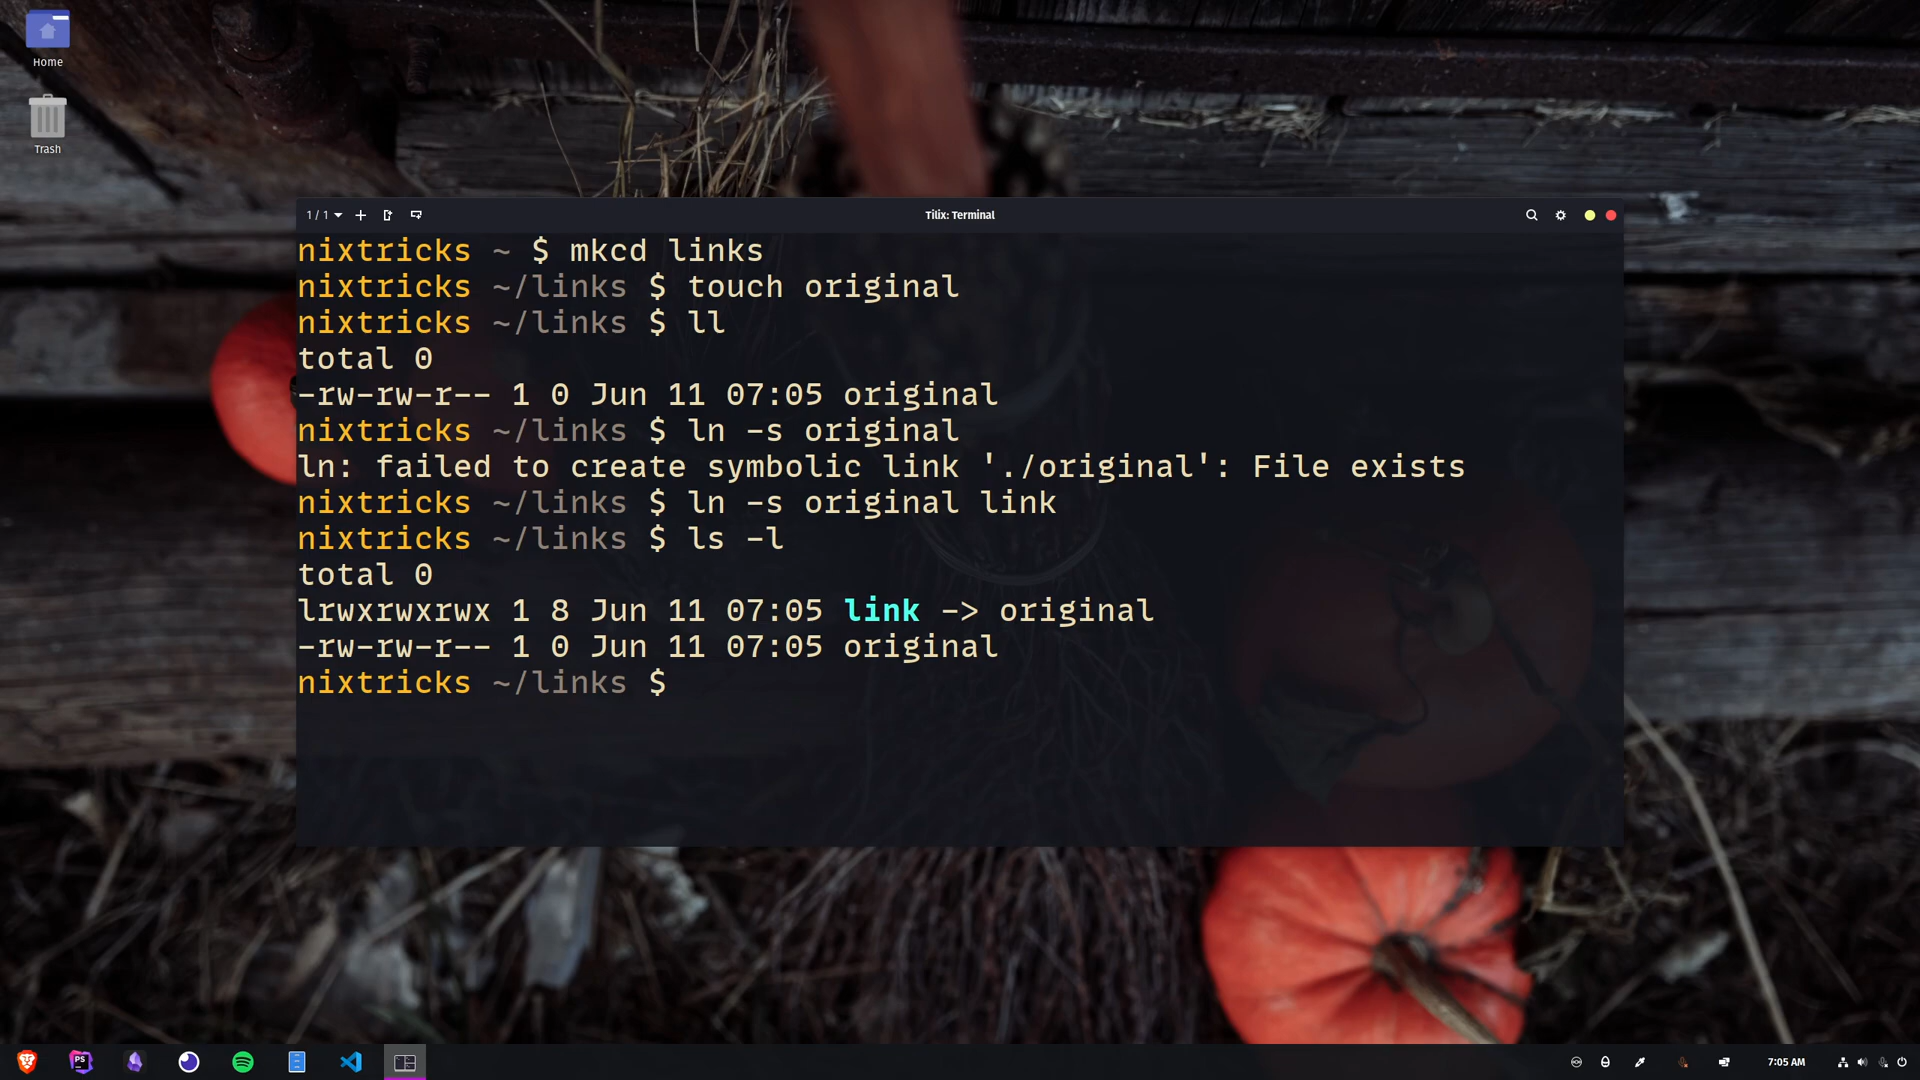 Home
Trash
1 / 1
Tilix: Terminal
nixtricks ~ $ mkcd links
nixtricks ~/links $ touch original
nixtricks ~/links $ ll
total 0
-rw-rw-r-- 1 0 Jun 11 07:05 original
nixtricks ~/links $ ln -s original
ln: failed to create symbolic link './original': File exists
nixtricks ~/links $ ln -s original link
nixtricks ~/links $ ls -l
total 0
lrwxrwxrwx 1 8 Jun 11 07:05 link -> original
-rw-rw-r-- 1 0 Jun 11 07:05 original
nixtricks ~/links $
PS
7:05 AM